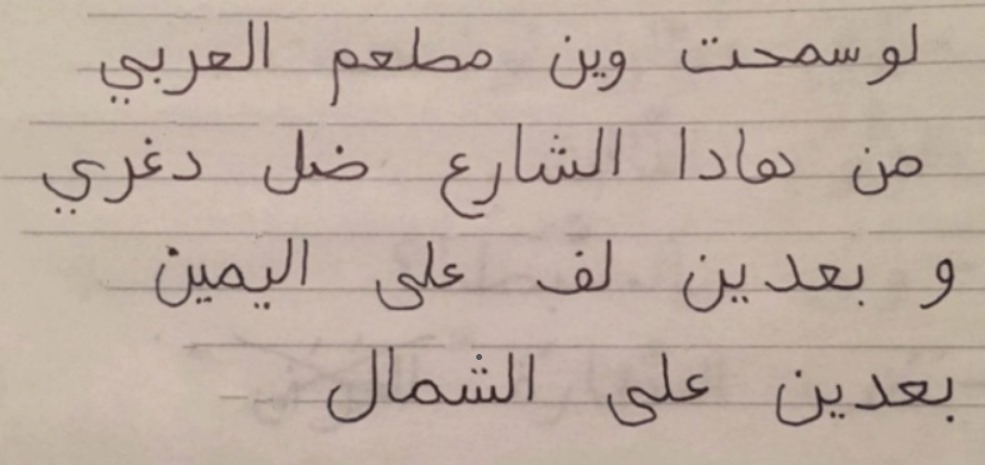 لو سمحت وين مطعم العربي
من هادا الشارع ضل دغري
و بعدين لف على اليمين
بعدين على الشمال